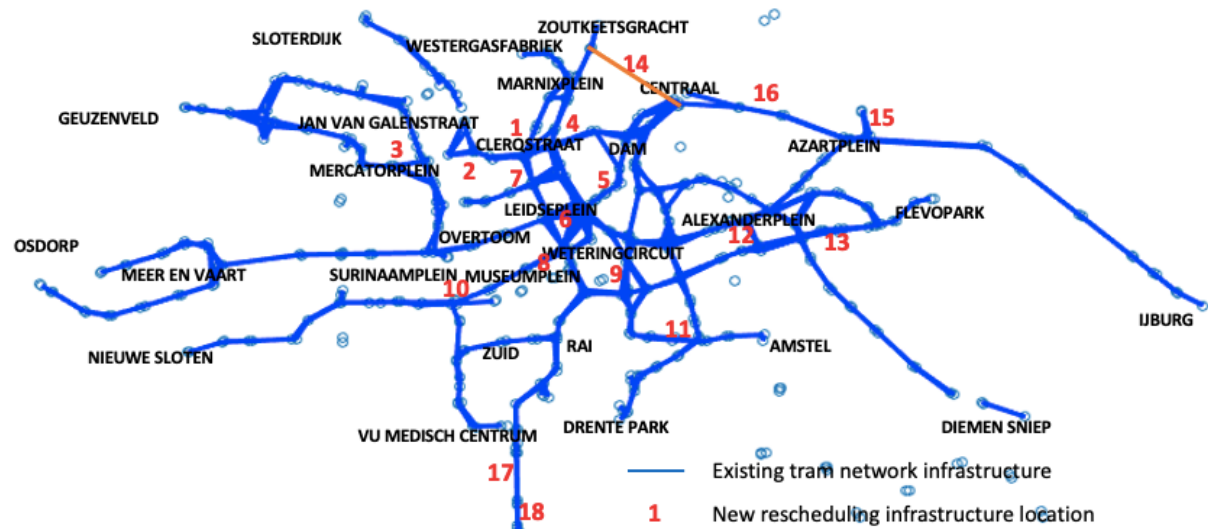 ZOUTKEETSGRACHT
SLOTERDIJK
WESTERGASFABRIEK
14
MARNIXPLEIN
CENTRAAL
16
GEUZENVELD
JAN VAN GALENSTRAAT
1
4
15
CLERQSTRAAT
DAM
AZARTPLEIN
3
MERCATORPLEIN
2
7
5
LEIDSEPLEIN
6
ALEXANDERPLEIN
FLEVOPARK
OSDORP
OVERTOOM
12
13
WETERINGCIRCUIT
MEER EN VAART
SURINAAMPLEIN
MUSEUMPLEIN
8
9
10
IJBURG
11
NIEUWE SLOTEN
ZUID
RAI
AMSTEL
VU MEDISCH CENTRUM
DRENTE PARK
DIEMEN SNIEP
17
Existing tram network infrastructure
18
1
New rescheduling infrastructure location